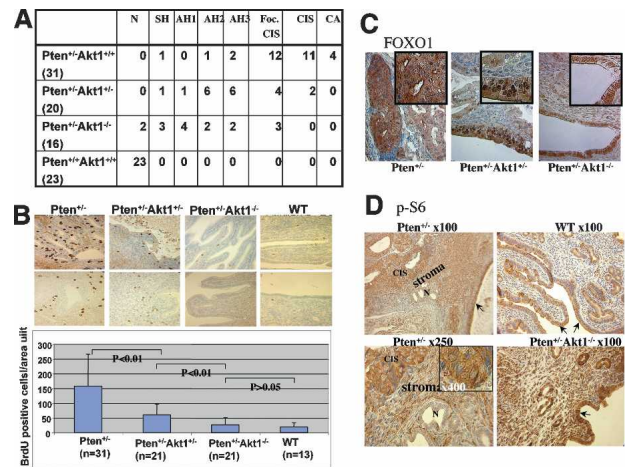 A
N SH AH1 AH2 AH3 Foc. CIS CIS CA
Pten+/-Akt1+/+ (31) 0 1 0 1 2 12 11 4
Pten+/-Akt1+/- (20) 0 1 1 6 6 4 2 0
Pten+/-Akt1-/- (16) 2 3 4 2 2 3 0 0
Pten+/+Akt1+/+ (23) 23 0 0 0 0 0 0 0
B
Pten+/- Pten+/-Akt1+/- Pten+/-Akt1-/- WT
BrdU positive cells/area uiit
300
250
200
150
100
50
0
P<0.01
P<0.01
P>0.05
Pten+/- Pten+/-Akt1+/- Pten+/-Akt1-/- WT
(n=31) (n=21) (n=21) (n=13)
C
FOXO1
Pten+/- Pten+/-Akt1+/- Pten+/-Akt1-/-
D p-S6
Pten+/- x100 WT x100
CIS
stroma
N
Pten+/- x250 Pten+/-Akt1-/- x100
CIS
x400
stroma
N